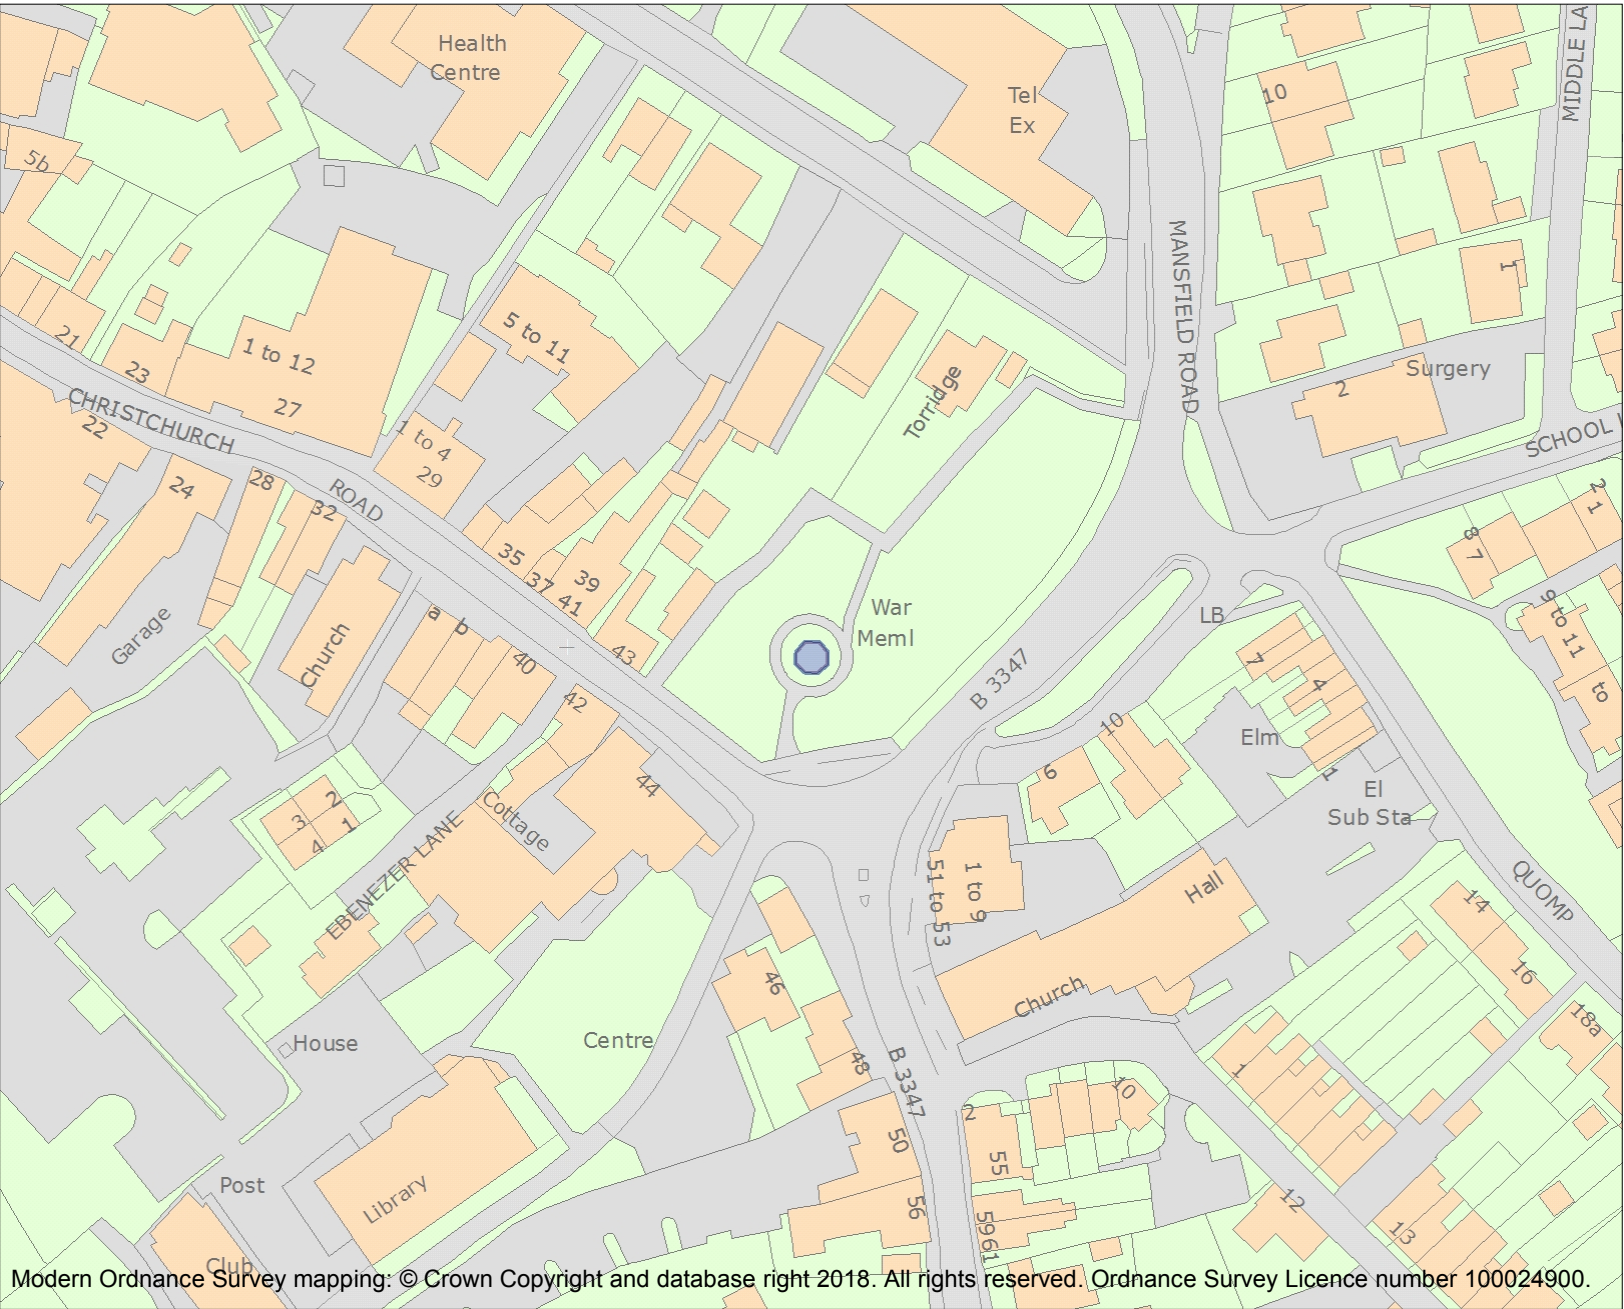 Health
Centre
Tel
Ex
MIDDLE LA
10
5b
MANSFIELD ROAD
1
21
23
1 to 12
27
5 to 11
Torridge
Surgery
2
CHRISTCHURCH
ROAD
22
24
28
32
1 to 4
29
SCHOOL
35
37
39
41
43
2
1
8
7
9 to 11
to
War
Meml
LB
B 3347
Garage
Church
a
b
40
42
44
Cottage
EBENEZER LANE
2
3
1
4
7
4
1
Elm
El
Sub Sta
10
6
1 to 9
51 to 53
Hall
Church
QUOMP
14
16
18a
46
48
B 3347
Centre
House
50
56
2
10
55
5961
1
12
13
Post
Library
Club
Modern Ordnance Survey mapping: © Crown Copyright and database right 2018. All rights reserved. Ordnance Survey Licence number 100024900.